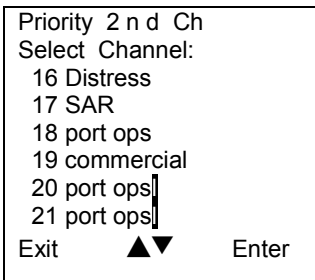 Priority 2 n d Ch
Select Channel:
16 Distress
17 SAR
18 port ops
19 commercial
20 port ops
21 port ops
Exit ▲▼ Enter